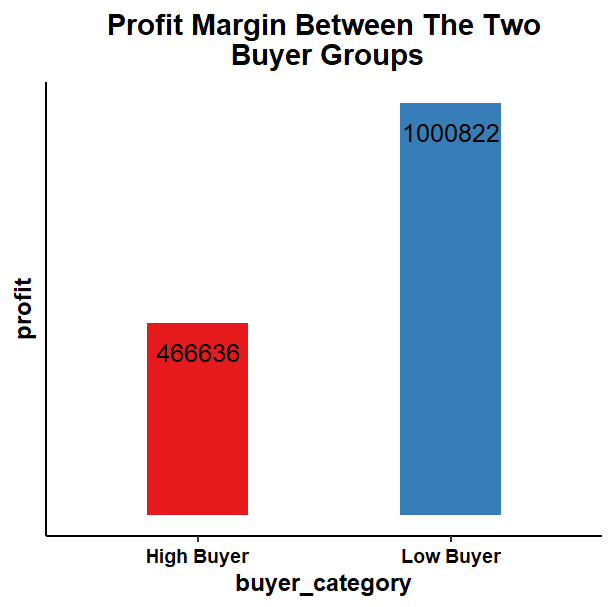 Profit Margin Between The Two
Buyer Groups
1000822
466636
profit
High Buyer Low Buyer
buyer_category